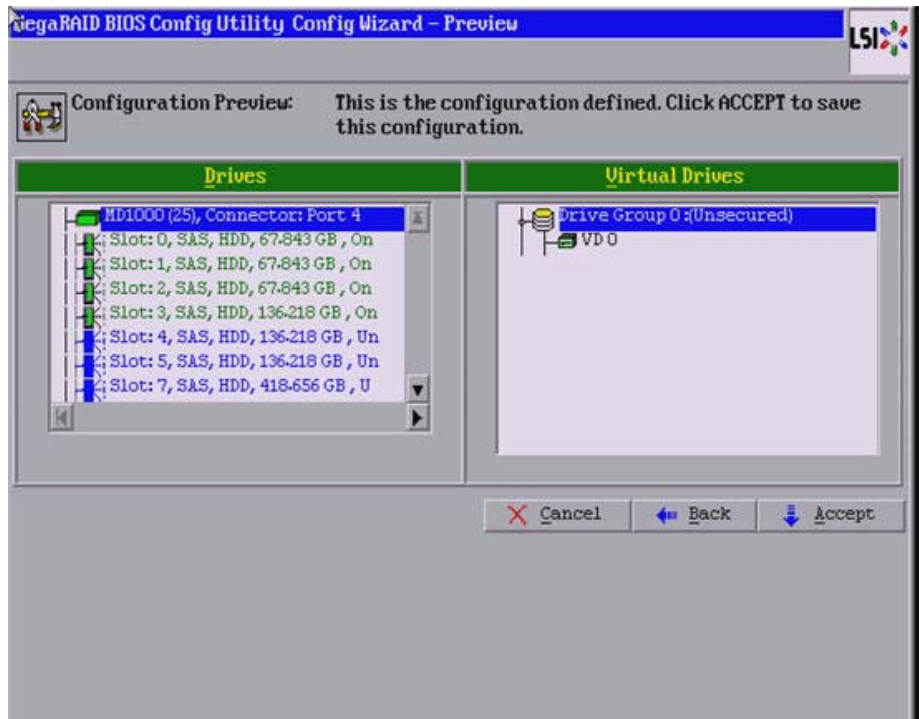 MegaRAID BIOS Config Utility Config Wizard – Preview
LSI
Configuration Preview:
This is the configuration defined. Click ACCEPT to save
this configuration.
Drives
MD1000 (25), Connector: Port 4
Slot: 0, SAS, HDD, 67.843 GB , On
Slot: 1, SAS, HDD, 67.843 GB , On
Slot: 2, SAS, HDD, 67.843 GB , On
Slot: 3, SAS, HDD, 136.218 GB , On
Slot: 4, SAS, HDD, 136.218 GB , Un
Slot: 5, SAS, HDD, 136.218 GB , Un
Slot: 7, SAS, HDD, 418.656 GB , U
Virtual Drives
Drive Group 0 :(Unsecured)
VD 0
Cancel
Back
Accept